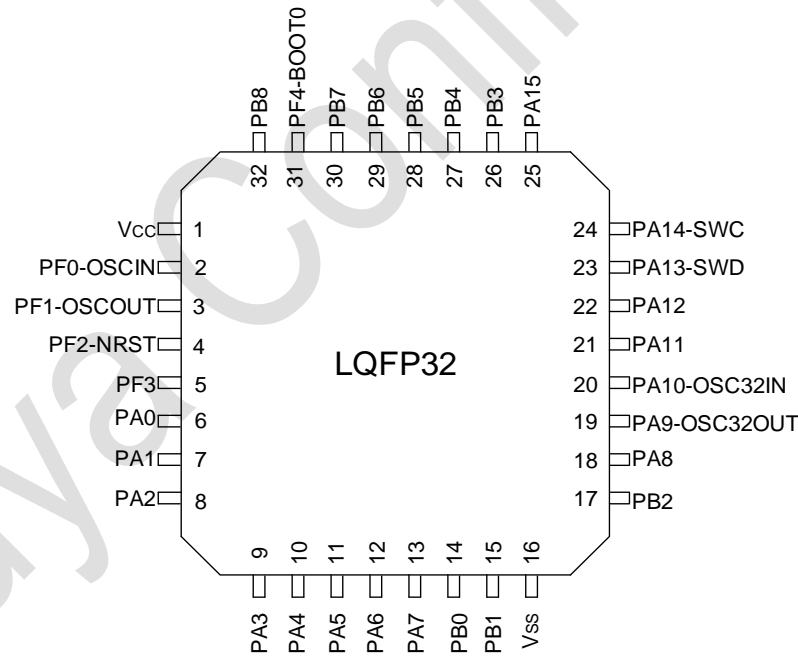 PB8
PF4-BOOT0
PB7
PB6
PB5
PB4
PB3
PA15
32
31
30
29
28
27
26
25
VCC 1
PF0-OSCIN 2
PF1-OSCOUT 3
PF2-NRST 4
PF3 5
PA0 6
PA1 7
PA2 8
LQFP32
24 PA14-SWC
23 PA13-SWD
22 PA12
21 PA11
20 PA10-OSC32IN
19 PA9-OSC32OUT
18 PA8
17 PB2
9
10
11
12
13
14
15
16
PA3
PA4
PA5
PA6
PA7
PB0
PB1
Vss